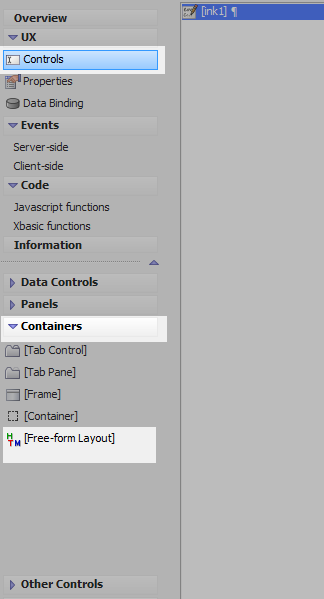 Overview
UX
Controls
Properties
Data Binding
Events
Server-side
Client-side
Code
Javascript functions
Xbasic functions
Information
Data Controls
Panels
Containers
[Tab Control]
[Tab Pane]
[Frame]
[Container]
HTM [Free-form Layout]
Other Controls
[ink1] ¶